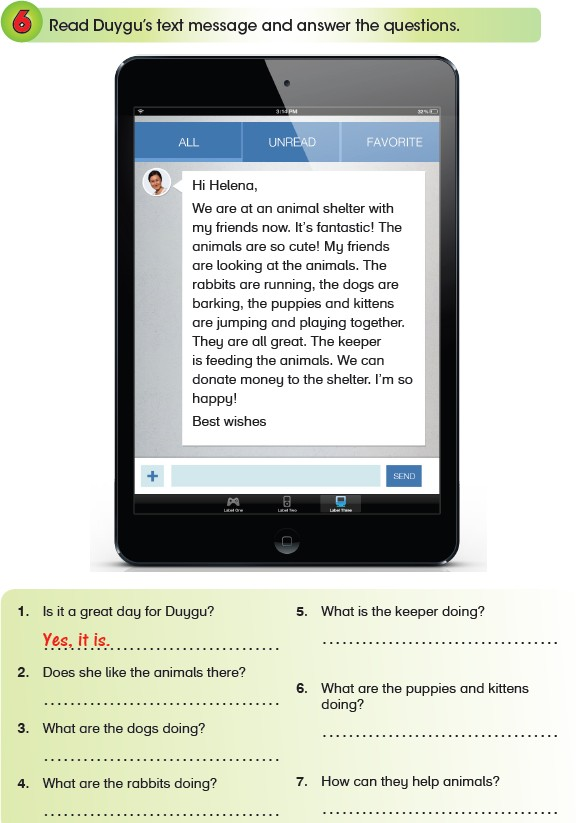 6 Read Duygu's text message and answer the questions.
3:14 PM 32%
ALL UNREAD FAVORITE
Hi Helena,
We are at an animal shelter with
my friends now. It's fantastic! The
animals are so cute! My friends
are looking at the animals. The
rabbits are running, the dogs are
barking, the puppies and kittens
are jumping and playing together.
They are all great. The keeper
is feeding the animals. We can
donate money to the shelter. I'm so
happy!
Best wishes
+ SEND
Label One Label Two Label Three
1. Is it a great day for Duygu?
Yes, it is.
2. Does she like the animals there?
3. What are the dogs doing?
4. What are the rabbits doing?
5. What is the keeper doing?
6. What are the puppies and kittens
doing?
7. How can they help animals?